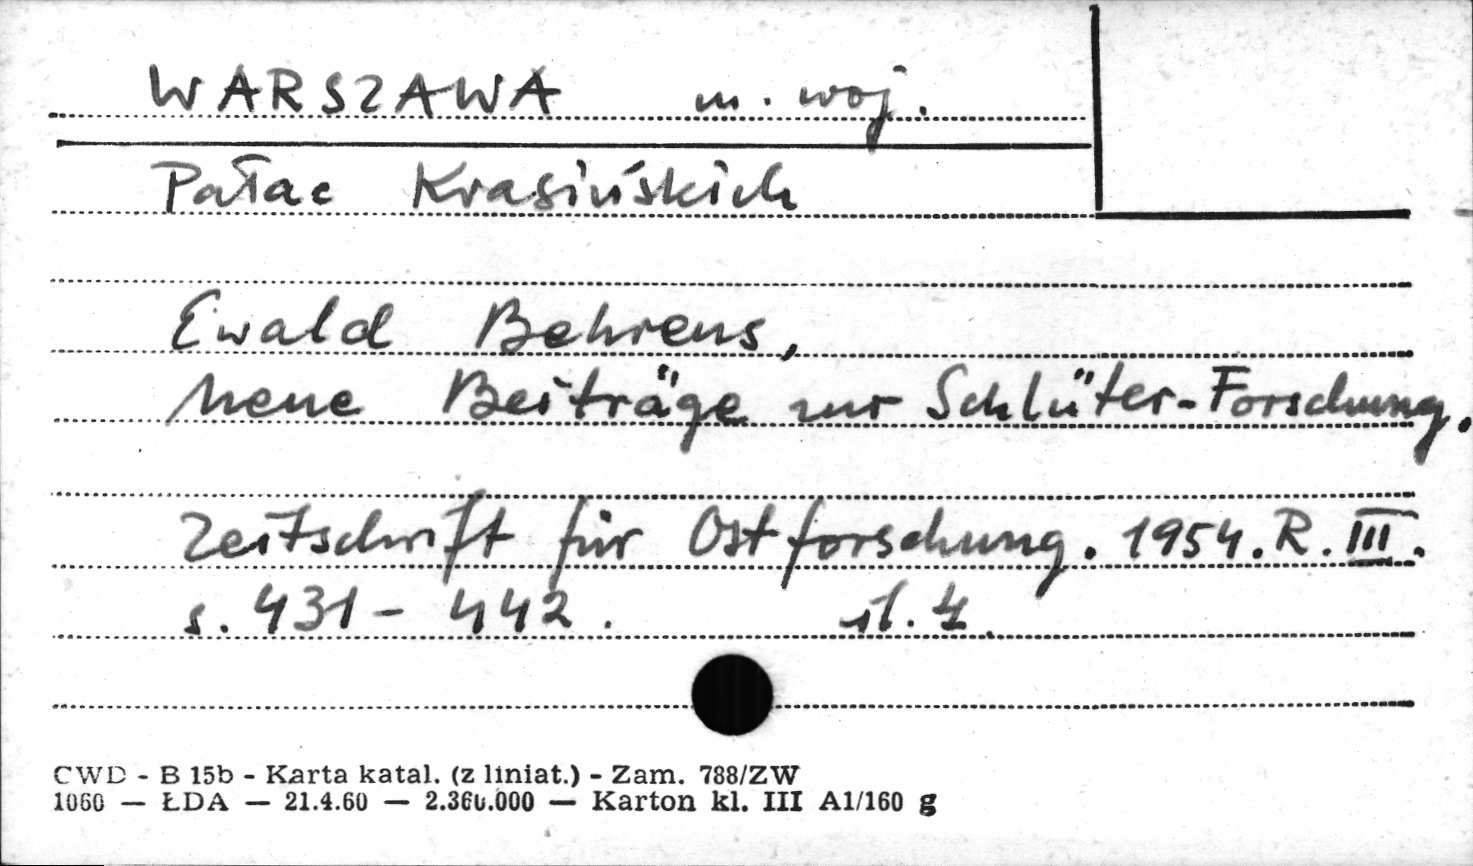 WARSZAWA m. woj.
Pałac Krasińskich
Ewald Behrens,
Neue Beiträge zur Schlüter-Forschung.
Zeitschrift für Ostforschung. 1954. R. III.
s. 431 - 442. il. 4.
CWD - B 15b - Karta katal. (z liniat.) - Zam. 788/ZW
1060 — ŁDA — 21.4.60 — 2.360.000 — Karton kl. III A1/160 g